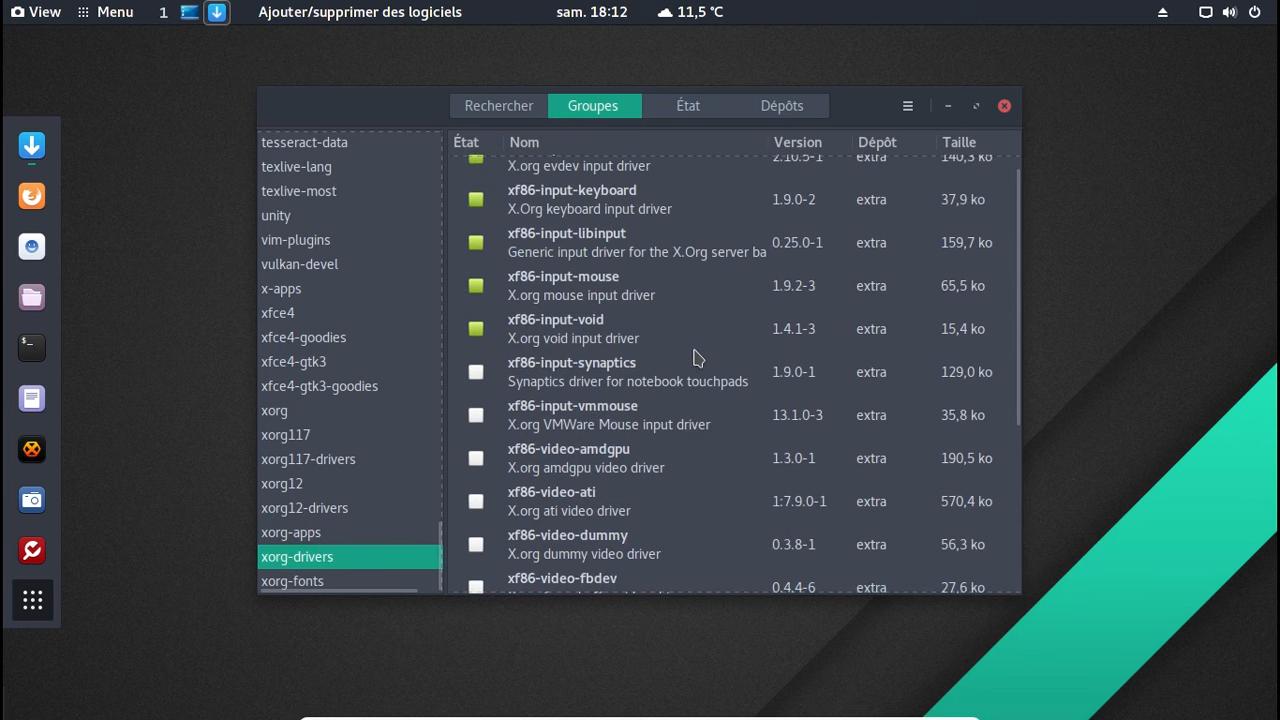 View Menu 1 Ajouter/supprimer des logiciels sam. 18:12 11,5 °C
Rechercher Groupes État Dépôts
État Nom Version Dépôt Taille
tesseract-data
texlive-lang
texlive-most
unity
vim-plugins
vulkan-devel
x-apps
xfce4
xfce4-goodies
xfce4-gtk3
xfce4-gtk3-goodies
xorg
xorg117
xorg117-drivers
xorg12
xorg12-drivers
xorg-apps
xorg-drivers
xorg-fonts
2.10.5-1 extra 140,3 ko
X.org evdev input driver
xf86-input-keyboard
X.Org keyboard input driver
1.9.0-2 extra 37,9 ko
xf86-input-libinput
Generic input driver for the X.Org server ba
0.25.0-1 extra 159,7 ko
xf86-input-mouse
X.org mouse input driver
1.9.2-3 extra 65,5 ko
xf86-input-void
X.org void input driver
1.4.1-3 extra 15,4 ko
xf86-input-synaptics
Synaptics driver for notebook touchpads
1.9.0-1 extra 129,0 ko
xf86-input-vmmouse
X.org VMWare Mouse input driver
13.1.0-3 extra 35,8 ko
xf86-video-amdgpu
X.org amdgpu video driver
1.3.0-1 extra 190,5 ko
xf86-video-ati
X.org ati video driver
1:7.9.0-1 extra 570,4 ko
xf86-video-dummy
X.org dummy video driver
0.3.8-1 extra 56,3 ko
xf86-video-fbdev
0.4.4-6 extra 27,6 ko